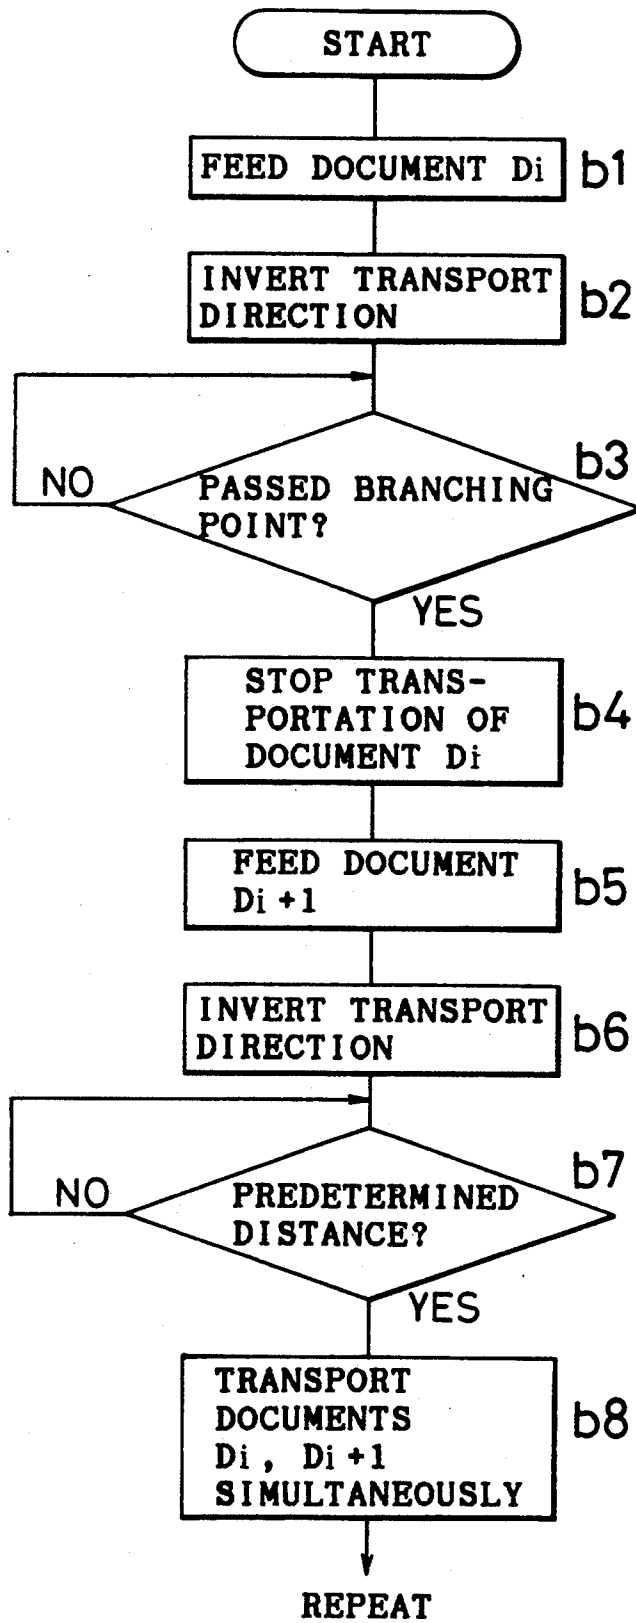 START
FEED DOCUMENT Di
b1
INVERT TRANSPORT
DIRECTION
b2
b3
NO
PASSED BRANCHING
POINT?
YES
STOP TRANS-
PORTATION OF
DOCUMENT Di
b4
FEED DOCUMENT
Di+1
b5
INVERT TRANSPORT
DIRECTION
b6
b7
NO
PREDETERMINED
DISTANCE?
YES
TRANSPORT
DOCUMENTS
Di, Di+1
SIMULTANEOUSLY
b8
REPEAT